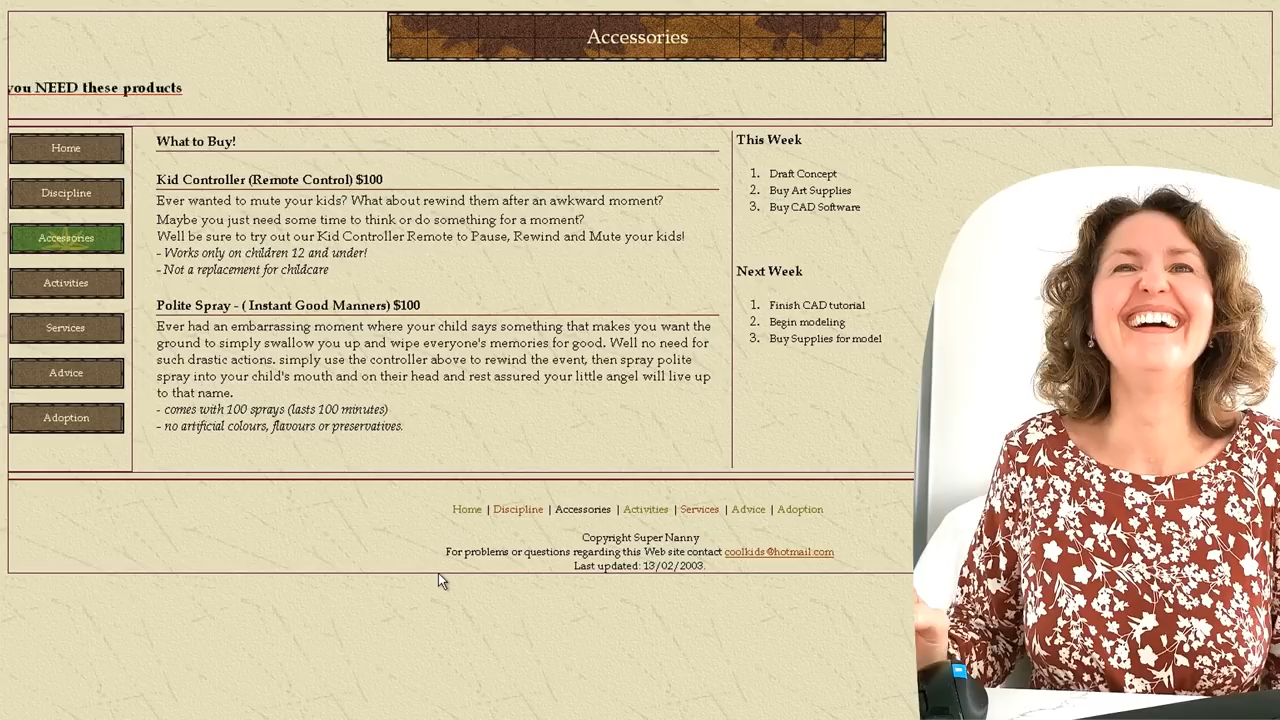 Accessories
you NEED these products
Home
Discipline
Accessories
Activities
Services
Advice
Adoption
What to Buy!
Kid Controller (Remote Control) $100
Ever wanted to mute your kids? What about rewind them after an awkward moment?
Maybe you just need some time to think or do something for a moment?
Well be sure to try out our Kid Controller Remote to Pause, Rewind and Mute your kids!
- Works only on children 12 and under!
- Not a replacement for childcare
Polite Spray - ( Instant Good Manners) $100
Ever had an embarrassing moment where your child says something that makes you want the
ground to simply swallow you up and wipe everyone's memories for good. Well no need for
such drastic actions. simply use the controller above to rewind the event, then spray polite
spray into your child's mouth and on their head and rest assured your little angel will live up
to that name.
- comes with 100 sprays (lasts 100 minutes)
- no artificial colours, flavours or preservatives.
This Week
1. Draft Concept
2. Buy Art Supplies
3. Buy CAD Software
Next Week
1. Finish CAD tutorial
2. Begin modeling
3. Buy Supplies for model
Home | Discipline | Accessories | Activities | Services | Advice | Adoption
Copyright Super Nanny
For problems or questions regarding this Web site contact coolkids@hotmail.com
Last updated: 13/02/2003.